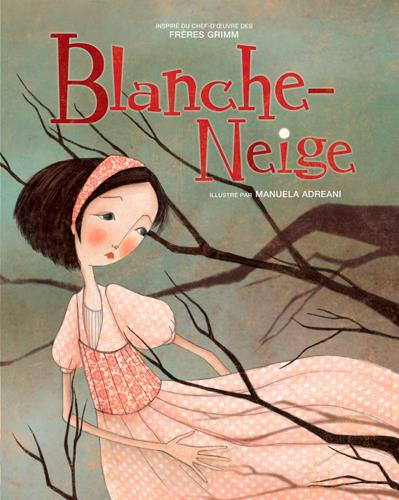 INSPIRÉ DU CHEF-D'ŒUVRE DES
FRÈRES GRIMM
Blanche-
Neige
ILLUSTRÉ PAR MANUELA ADREANI